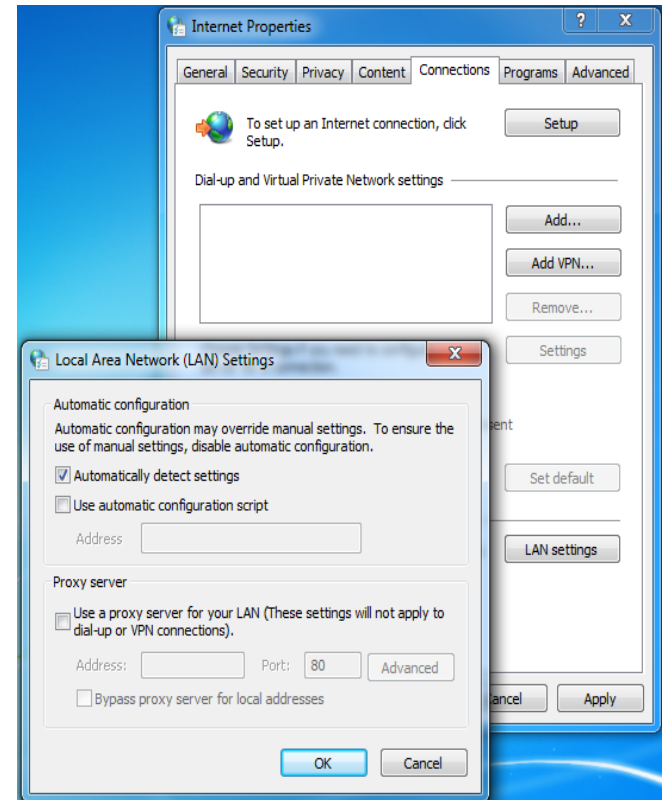 Internet Properties
General Security Privacy Content Connections Programs Advanced
To set up an Internet connection, click
Setup.
Setup
Dial-up and Virtual Private Network settings
Add...
Add VPN...
Remove...
Settings
Set default
LAN settings
Apply
Local Area Network (LAN) Settings
Automatic configuration
Automatic configuration may override manual settings. To ensure the
use of manual settings, disable automatic configuration.
Automatically detect settings
Use automatic configuration script
Address
Proxy server
Use a proxy server for your LAN (These settings will not apply to
dial-up or VPN connections).
Address: Port: 80 Advanced
Bypass proxy server for local addresses
OK Cancel